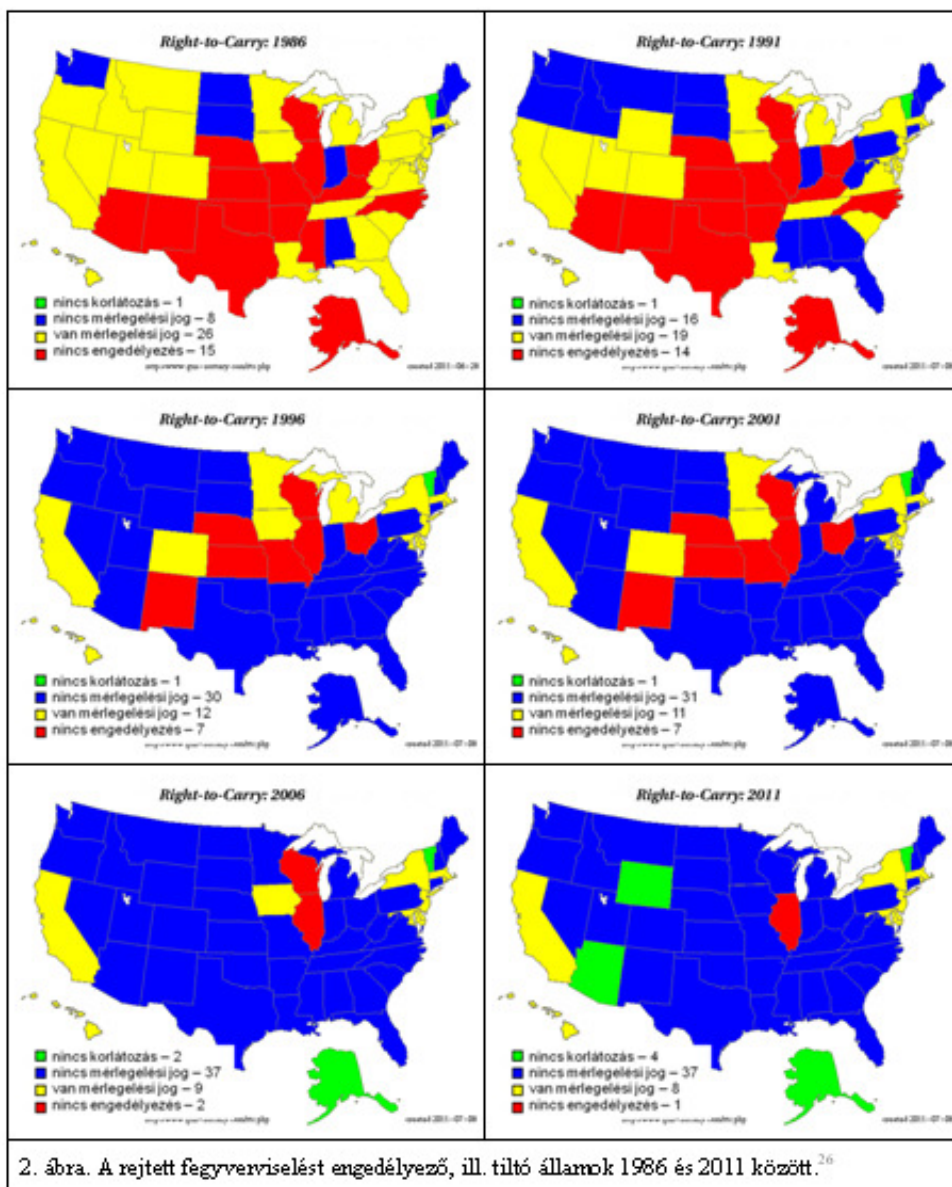 Right-to-Carry: 1986
nincs korlátozás – 1
nincs mérlegelési jog – 8
van mérlegelési jog – 26
nincs engedélyezés – 15
Right-to-Carry: 1991
nincs korlátozás – 1
nincs mérlegelési jog – 16
van mérlegelési jog – 19
nincs engedélyezés – 14
Right-to-Carry: 1996
nincs korlátozás – 1
nincs mérlegelési jog – 30
van mérlegelési jog – 12
nincs engedélyezés – 7
Right-to-Carry: 2001
nincs korlátozás – 1
nincs mérlegelési jog – 31
van mérlegelési jog – 11
nincs engedélyezés – 7
Right-to-Carry: 2006
nincs korlátozás – 2
nincs mérlegelési jog – 37
van mérlegelési jog – 9
nincs engedélyezés – 2
Right-to-Carry: 2011
nincs korlátozás – 4
nincs mérlegelési jog – 37
van mérlegelési jog – 8
nincs engedélyezés – 1
2. ábra. A rejtett fegyverviselést engedélyező, ill. tiltó államok 1986 és 2011 között.26